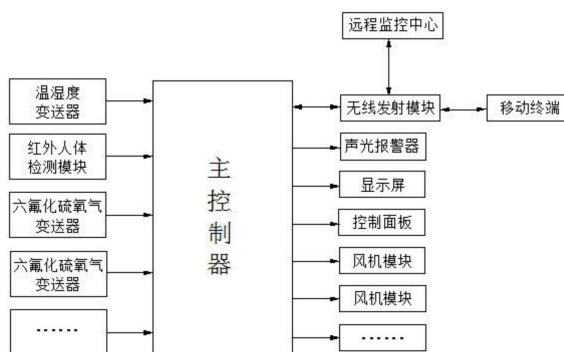 远程监控中心
温湿度
变送器
无线发射模块
移动终端
红外人体
检测模块
声光报警器
主控制器
显示屏
六氟化硫氧气
变送器
控制面板
六氟化硫氧气
变送器
风机模块
风机模块
······
······